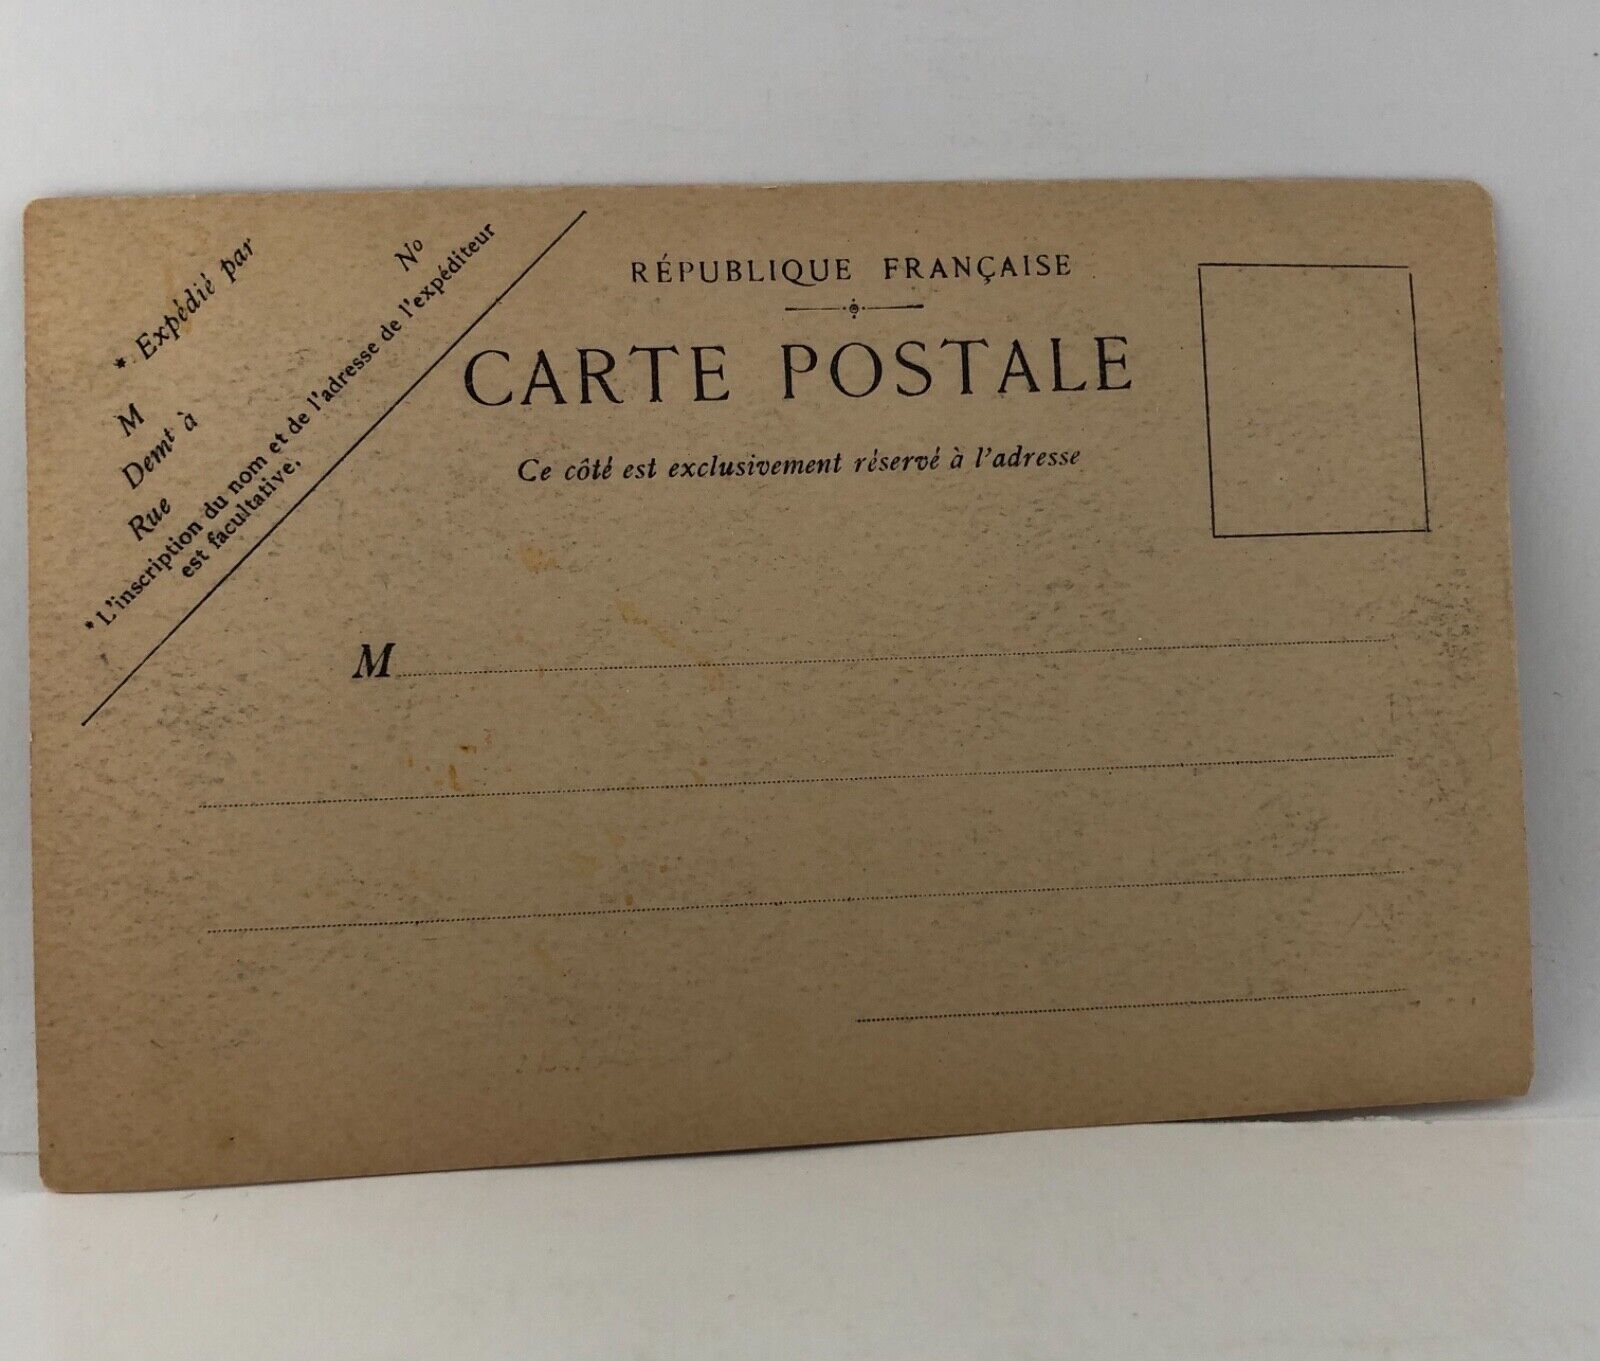 * Expédié par
M
Demt à
Rue
No
* L'inscription du nom et de l'adresse de l'expéditeur
est facultative.
RÉPUBLIQUE FRANÇAISE
CARTE POSTALE
Ce côté est exclusivement réservé à l'adresse
M